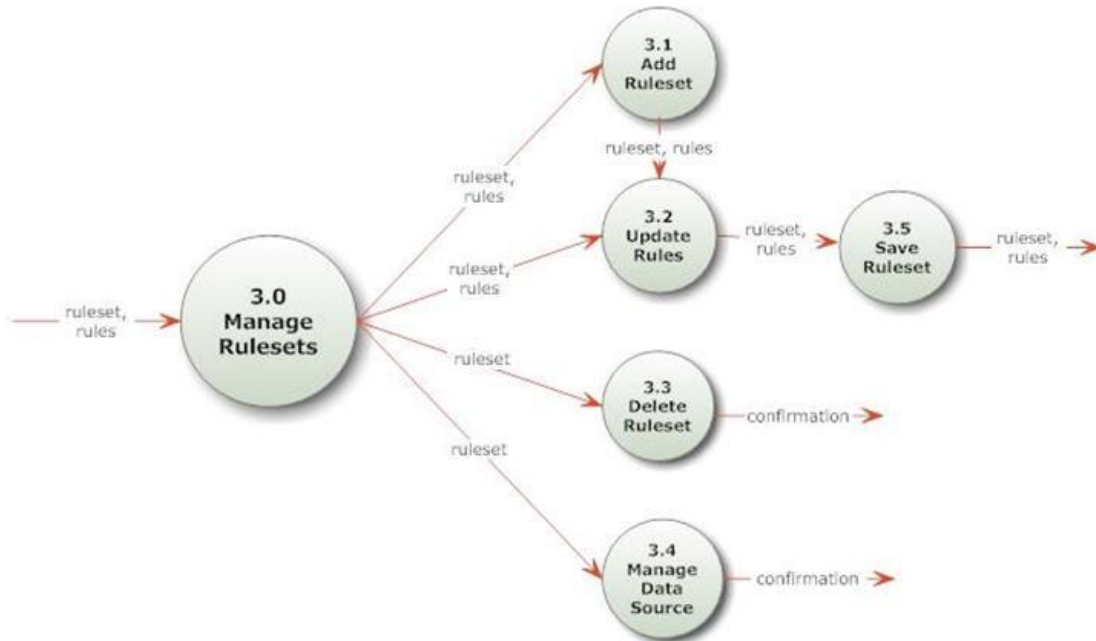 3.1
Add
Ruleset
ruleset, rules
ruleset,
rules
3.2
Update
Rules
ruleset,
rules
3.5
Save
Ruleset
ruleset,
rules
ruleset,
rules
3.0
Manage
Rulesets
ruleset,
rules
ruleset
3.3
Delete
Ruleset
confirmation
ruleset
3.4
Manage
Data
Source
confirmation